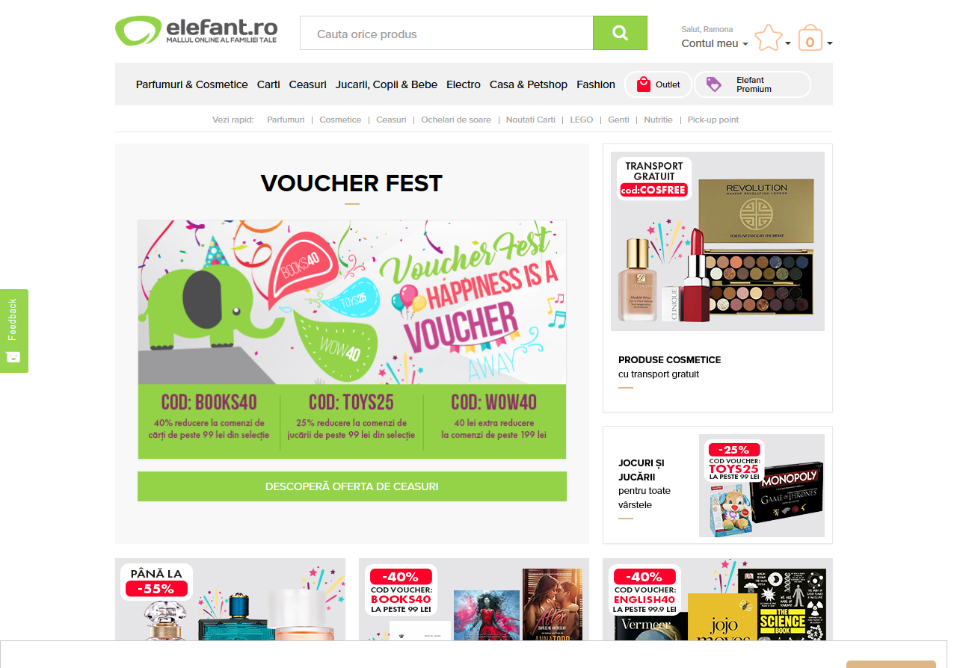 elefant.ro
MALLUL ONLINE AL FAMILIEI TALE
Cauta orice produs
Salut, Ramona
Contul meu
0
Parfumuri & Cosmetice Carti Ceasuri Jucarii, Copii & Bebe Electro Casa & Petshop Fashion Outlet Elefant Premium
Vezi rapid: Parfumuri | Cosmetice | Ceasuri | Ochelari de soare | Noutati Carti | LEGO | Genti | Nutritie | Pick-up point
Feedback
VOUCHER FEST
BOOKS40
TOYS25
WOW40
Voucher Fest
HAPPINESS IS A
VOUCHER
AWAY
COD: BOOKS40
40% reducere la comenzi de
cărți de peste 99 lei din selecție
COD: TOYS25
25% reducere la comenzi de
jucării de peste 99 lei din selecție
COD: WOW40
40 lei extra reducere
la comenzi de peste 199 lei
DESCOPERĂ OFERTA DE CEASURI
TRANSPORT
GRATUIT
cod:COSFREE
REVOLUTION
CLINIQUE
PRODUSE COSMETICE
cu transport gratuit
JOCURI ȘI
JUCĂRII
pentru toate
vârstele
-25%
COD VOUCHER:
TOYS25
LA PESTE 99 LEI
MONOPOLY
GAME OF THRONES
PÂNĂ LA
-55%
-40%
COD VOUCHER:
BOOKS40
LA PESTE 99 LEI
After
ANNA TODD
-40%
COD VOUCHER:
ENGLISH40
LA PESTE 99.9 LEI
Vermeer
jojo
moyes
THE
SCIENCE
BOOK